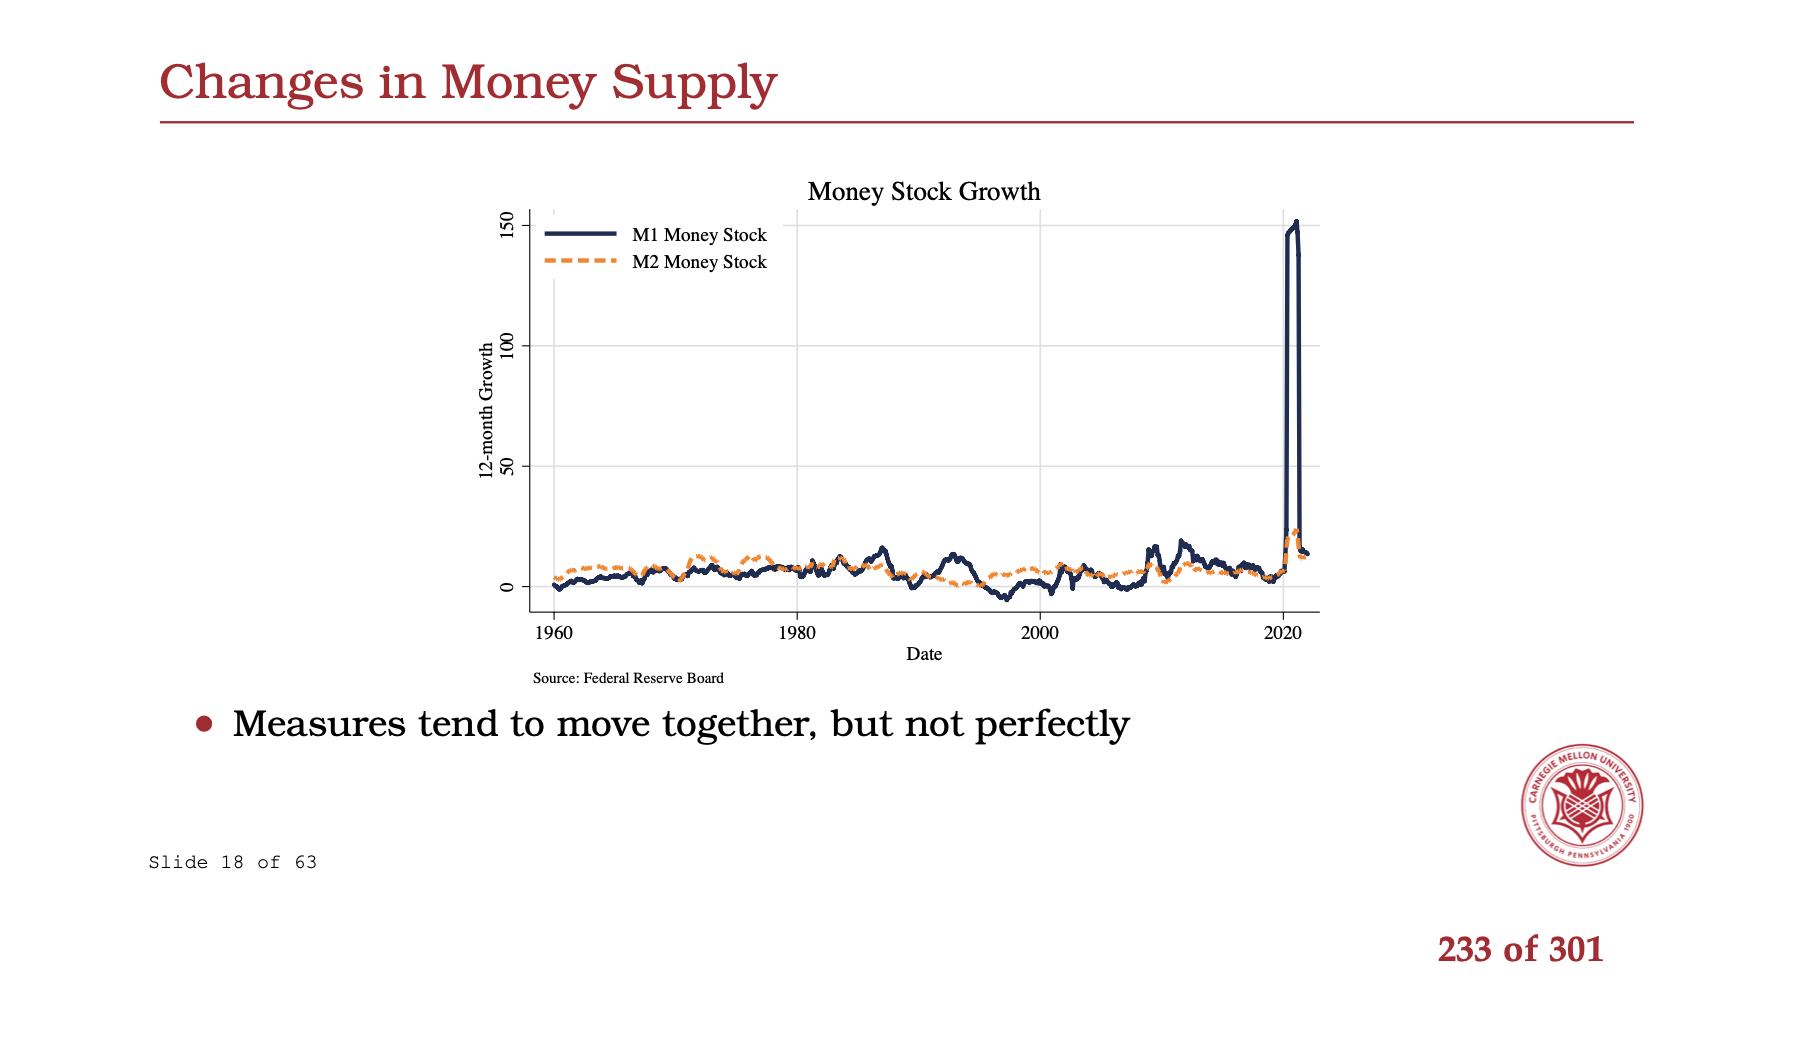 Changes in Money Supply
Money Stock Growth
M1 Money Stock
M2 Money Stock
12-month Growth
150
100
50
0
1960
1980
2000
2020
Date
Source: Federal Reserve Board
Measures tend to move together, but not perfectly
CARNEGIE MELLON UNIVERSITY
PITTSBURGH PENNSYLVANIA 1900
Slide 18 of 63
233 of 301